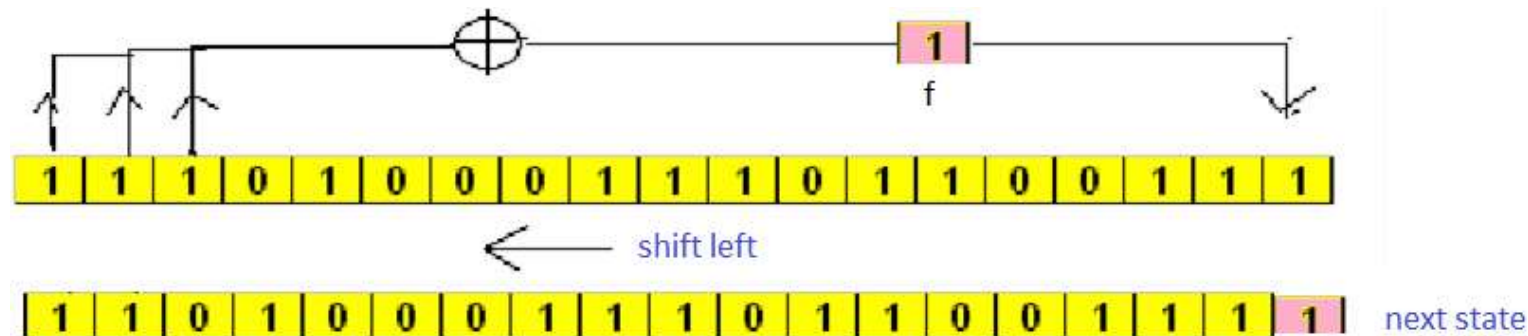 1
f
1 1 1 0 1 0 0 0 1 1 1 0 1 1 0 0 1 1 1
shift left
1 1 0 1 0 0 0 1 1 1 0 1 1 0 0 1 1 1 1 next state